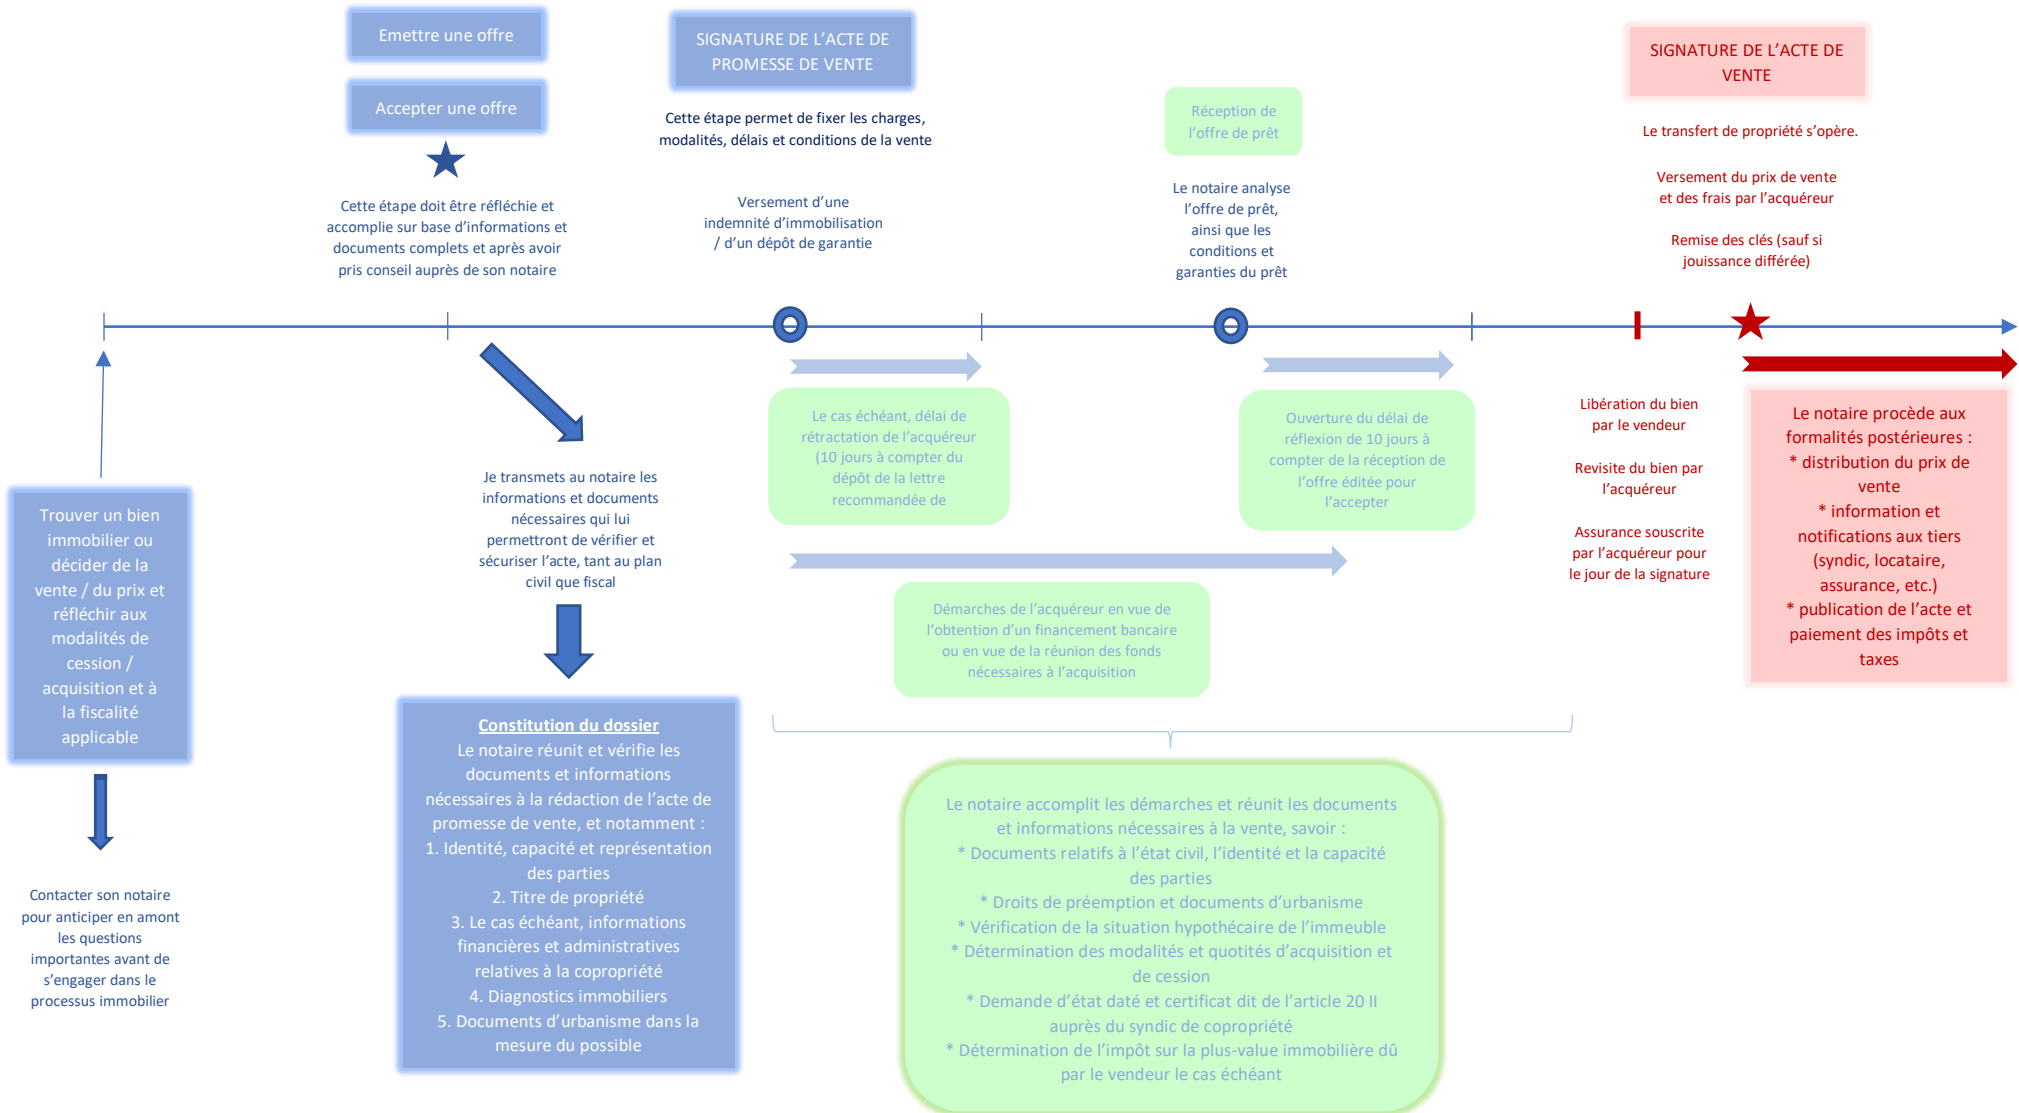 Emettre une offre
Accepter une offre
Cette étape doit être réfléchie et
accomplie sur base d’informations et
documents complets et après avoir
pris conseil auprès de son notaire
SIGNATURE DE L’ACTE DE
PROMESSE DE VENTE
Cette étape permet de fixer les charges,
modalités, délais et conditions de la vente
Versement d’une
indemnité d’immobilisation
/ d’un dépôt de garantie
Réception de
l’offre de prêt
Le notaire analyse
l’offre de prêt,
ainsi que les
conditions et
garanties du prêt
SIGNATURE DE L’ACTE DE
VENTE
Le transfert de propriété s’opère.
Versement du prix de vente
et des frais par l’acquéreur
Remise des clés (sauf si
jouissance différée)
Trouver un bien
immobilier ou
décider de la
vente / du prix et
réfléchir aux
modalités de
cession /
acquisition et à
la fiscalité
applicable
Contacter son notaire
pour anticiper en amont
les questions
importantes avant de
s’engager dans le
processus immobilier
Je transmets au notaire les
informations et documents
nécessaires qui lui
permettront de vérifier et
sécuriser l’acte, tant au plan
civil que fiscal
Constitution du dossier
Le notaire réunit et vérifie les
documents et informations
nécessaires à la rédaction de l’acte de
promesse de vente, et notamment :
1. Identité, capacité et représentation
des parties
2. Titre de propriété
3. Le cas échéant, informations
financières et administratives
relatives à la copropriété
4. Diagnostics immobiliers
5. Documents d’urbanisme dans la
mesure du possible
Le cas échéant, délai de
rétractation de l’acquéreur
(10 jours à compter du
dépôt de la lettre
recommandée de
Démarches de l’acquéreur en vue de
l’obtention d’un financement bancaire
ou en vue de la réunion des fonds
nécessaires à l’acquisition
Ouverture du délai de
réflexion de 10 jours à
compter de la réception de
l’offre éditée pour
l’accepter
Le notaire accomplit les démarches et réunit les documents
et informations nécessaires à la vente, savoir :
* Documents relatifs à l’état civil, l’identité et la capacité
des parties
* Droits de préemption et documents d’urbanisme
* Vérification de la situation hypothécaire de l’immeuble
* Détermination des modalités et quotités d’acquisition et
de cession
* Demande d’état daté et certificat dit de l’article 20 II
auprès du syndic de copropriété
* Détermination de l’impôt sur la plus-value immobilière dû
par le vendeur le cas échéant
Libération du bien
par le vendeur
Revisite du bien par
l’acquéreur
Assurance souscrite
par l’acquéreur pour
le jour de la signature
Le notaire procède aux
formalités postérieures :
* distribution du prix de
vente
* information et
notifications aux tiers
(syndic, locataire,
assurance, etc.)
* publication de l’acte et
paiement des impôts et
taxes